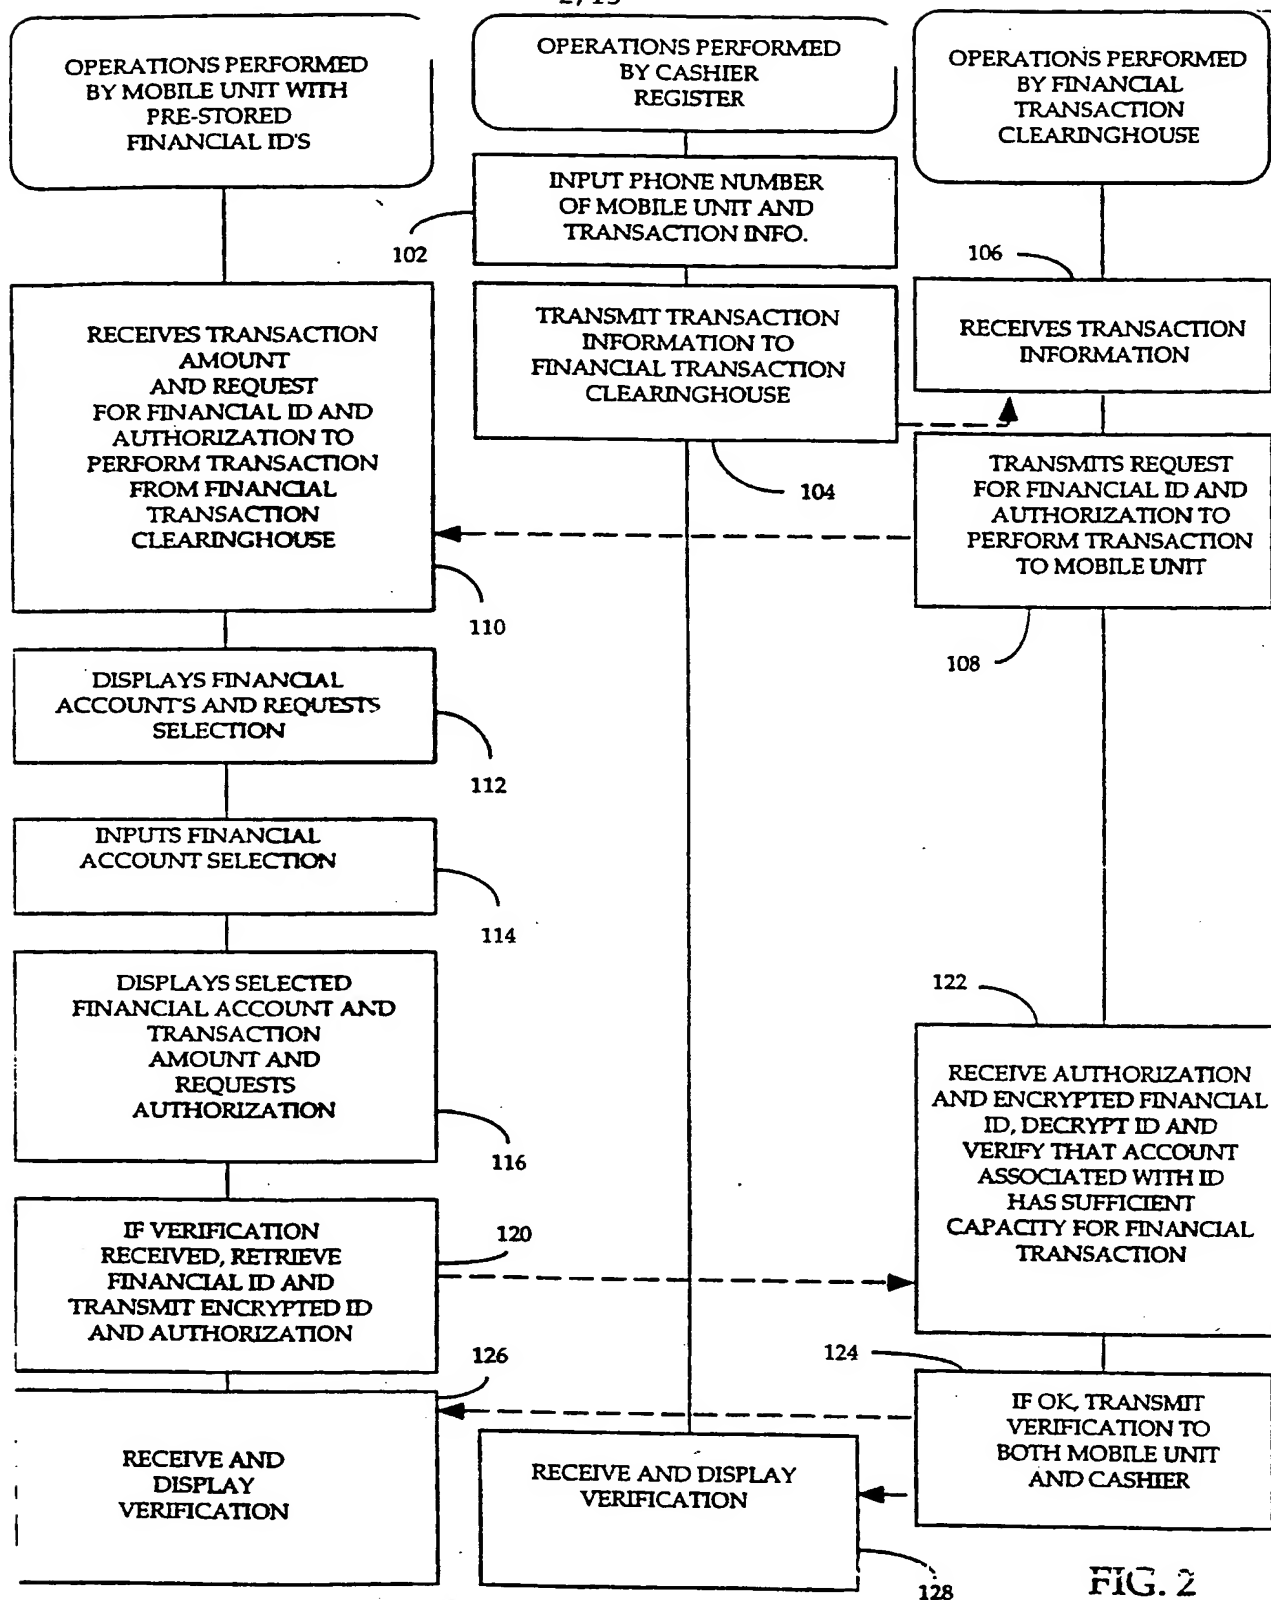 2/13
OPERATIONS PERFORMED
BY MOBILE UNIT WITH
PRE-STORED
FINANCIAL ID'S
RECEIVES TRANSACTION
AMOUNT
AND REQUEST
FOR FINANCIAL ID AND
AUTHORIZATION TO
PERFORM TRANSACTION
FROM FINANCIAL
TRANSACTION
CLEARINGHOUSE
110
DISPLAYS FINANCIAL
ACCOUNT'S AND REQUESTS
SELECTION
112
INPUTS FINANCIAL
ACCOUNT SELECTION
114
DISPLAYS SELECTED
FINANCIAL ACCOUNT AND
TRANSACTION
AMOUNT AND
REQUESTS
AUTHORIZATION
116
IF VERIFICATION
RECEIVED, RETRIEVE
FINANCIAL ID AND
TRANSMIT ENCRYPTED ID
AND AUTHORIZATION
120
126
RECEIVE AND
DISPLAY
VERIFICATION
OPERATIONS PERFORMED
BY CASHIER
REGISTER
INPUT PHONE NUMBER
OF MOBILE UNIT AND
TRANSACTION INFO.
102
TRANSMIT TRANSACTION
INFORMATION TO
FINANCIAL TRANSACTION
CLEARINGHOUSE
104
RECEIVE AND DISPLAY
VERIFICATION
128
OPERATIONS PERFORMED
BY FINANCIAL
TRANSACTION
CLEARINGHOUSE
106
RECEIVES TRANSACTION
INFORMATION
TRANSMITS REQUEST
FOR FINANCIAL ID AND
AUTHORIZATION TO
PERFORM TRANSACTION
TO MOBILE UNIT
108
122
RECEIVE AUTHORIZATION
AND ENCRYPTED FINANCIAL
ID, DECRYPT ID AND
VERIFY THAT ACCOUNT
ASSOCIATED WITH ID
HAS SUFFICIENT
CAPACITY FOR FINANCIAL
TRANSACTION
124
IF OK, TRANSMIT
VERIFICATION TO
BOTH MOBILE UNIT
AND CASHIER
FIG. 2